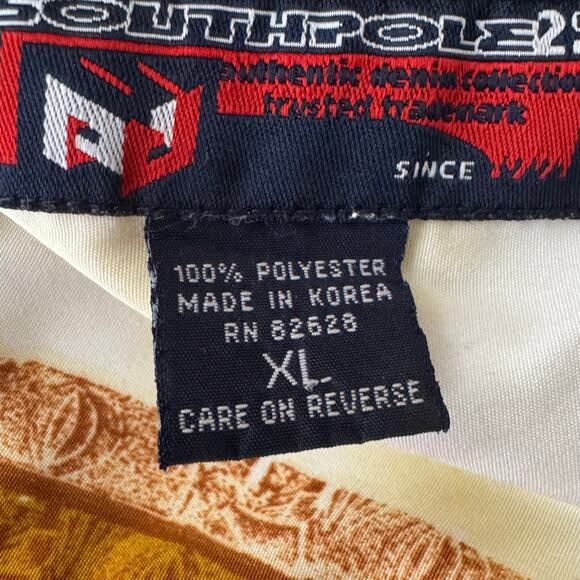 SOUTHPOLE
authentic denim collection
trusted trademark
SINCE
100% POLYESTER
MADE IN KOREA
RN 82628
XL
CARE ON REVERSE